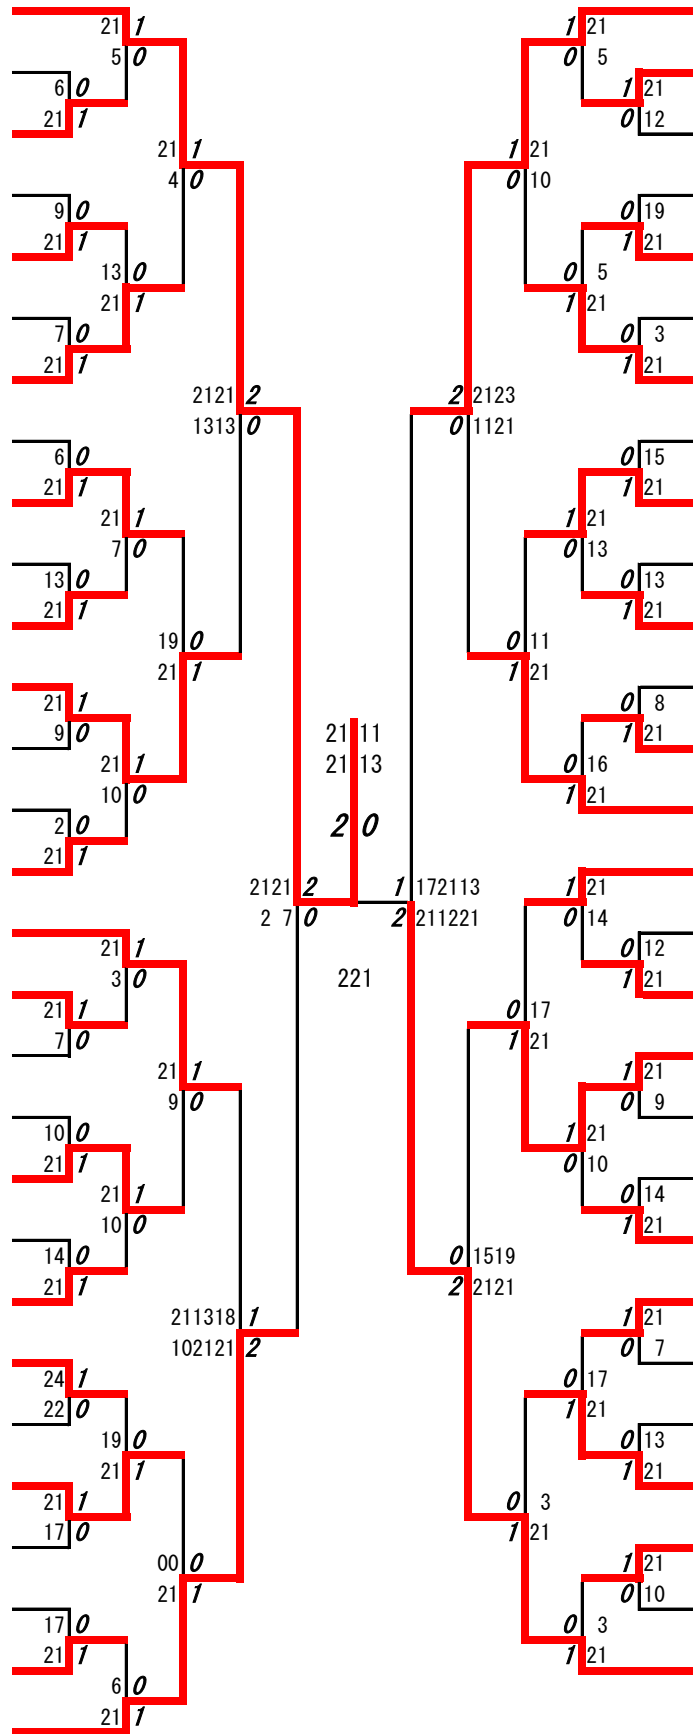 21 1 1 21
5 0 0 5
6 0 1 21
21 1 0 12
21 1 1 21
4 0 0 10
9 0 0 19
21 1 1 21
13 0 0 5
21 1 1 21
7 0 0 3
21 1 1 21
2121 2 2 2123
1313 0 0 1121
6 0 0 15
21 1 1 21
21 1 1 21
7 0 0 13
13 0 0 13
21 1 1 21
19 0 0 11
21 1 1 21
21 1 0 8
9 0 1 21
21 11
21 13
21 1 0 16
10 0 1 21
2 0
2 0
21 1
2121 2 1 172113
2 7 0 2 211221
1 21
0 14
21 1 0 12
3 0 1 21
221
21 1 0 17
7 0 1 21
21 1 1 21
9 0 0 9
10 0 1 21
21 1 0 10
21 1 0 14
10 0 1 21
14 0 0 1519
21 1 2 2121
211318 1 1 21
102121 2 0 7
24 1 0 17
22 0 1 21
19 0 0 13
21 1 1 21
21 1 0 3
17 0 1 21
00 0 1 21
21 1 0 10
17 0 0 3
21 1 1 21
6 0
21 1